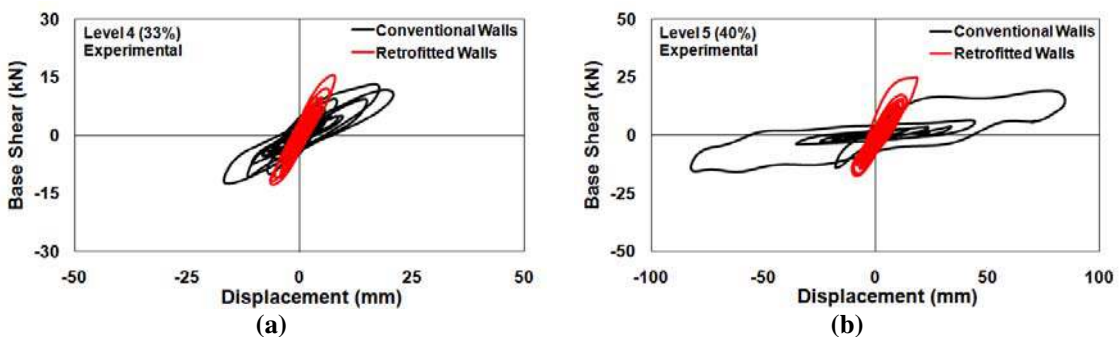 Level 4 (33%)
Experimental
Conventional Walls
Retrofitted Walls
Base Shear (kN)
30
15
0
-15
-30
-50
-25
0
25
50
Displacement (mm)
(a)
Level 5 (40%)
Experimental
Conventional Walls
Retrofitted Walls
Base Shear (kN)
50
25
0
-25
-50
-100
-50
0
50
100
Displacement (mm)
(b)